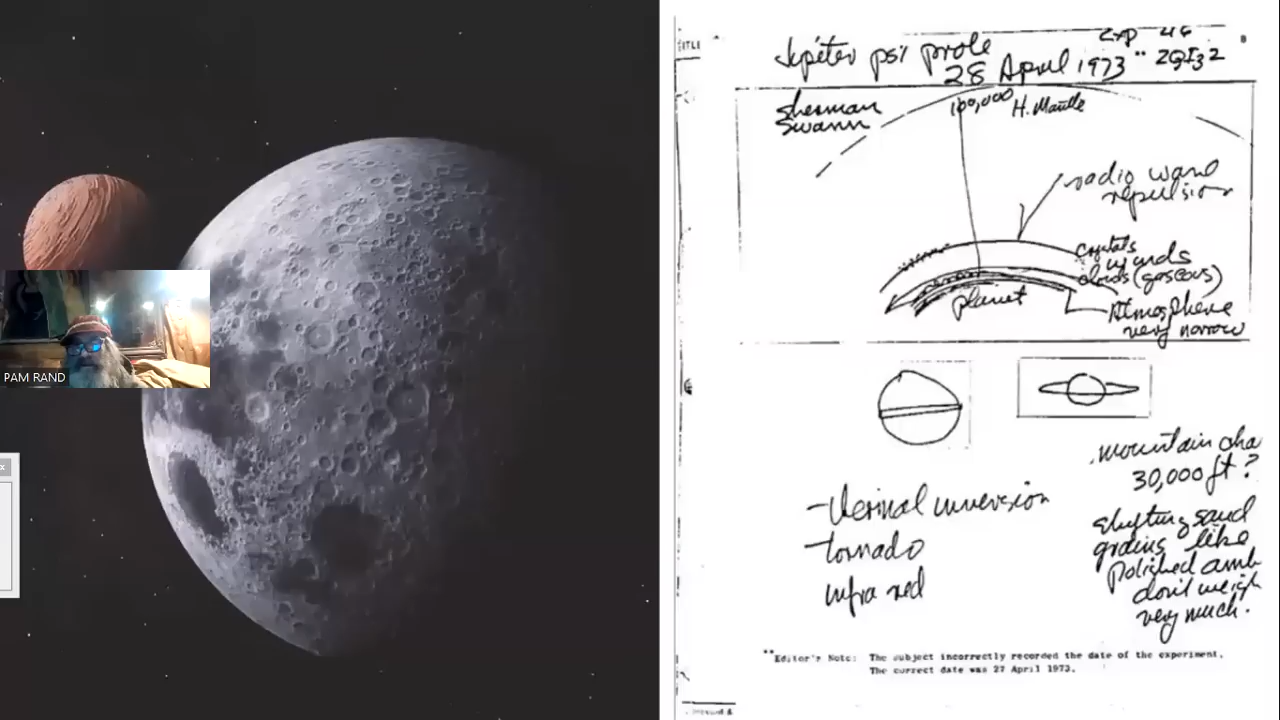 PAM RAND
x
TITLE
Jupiter psi probe
Exp 46
28 April 1973 **
Sherman
Swann
100,000
H. Mantle
radio wave
repulsion
crystals
winds
clouds (gaseous)
planet
Atmosphere
very narrow
mountain cha
30,000 ft ?
shifting sand
grains like
polished amb
don't weigh
very much.
-thermal inversion
-tornado
infra red
**Editor's Note: The subject incorrectly recorded the date of the experiment.
The correct date was 27 April 1973.